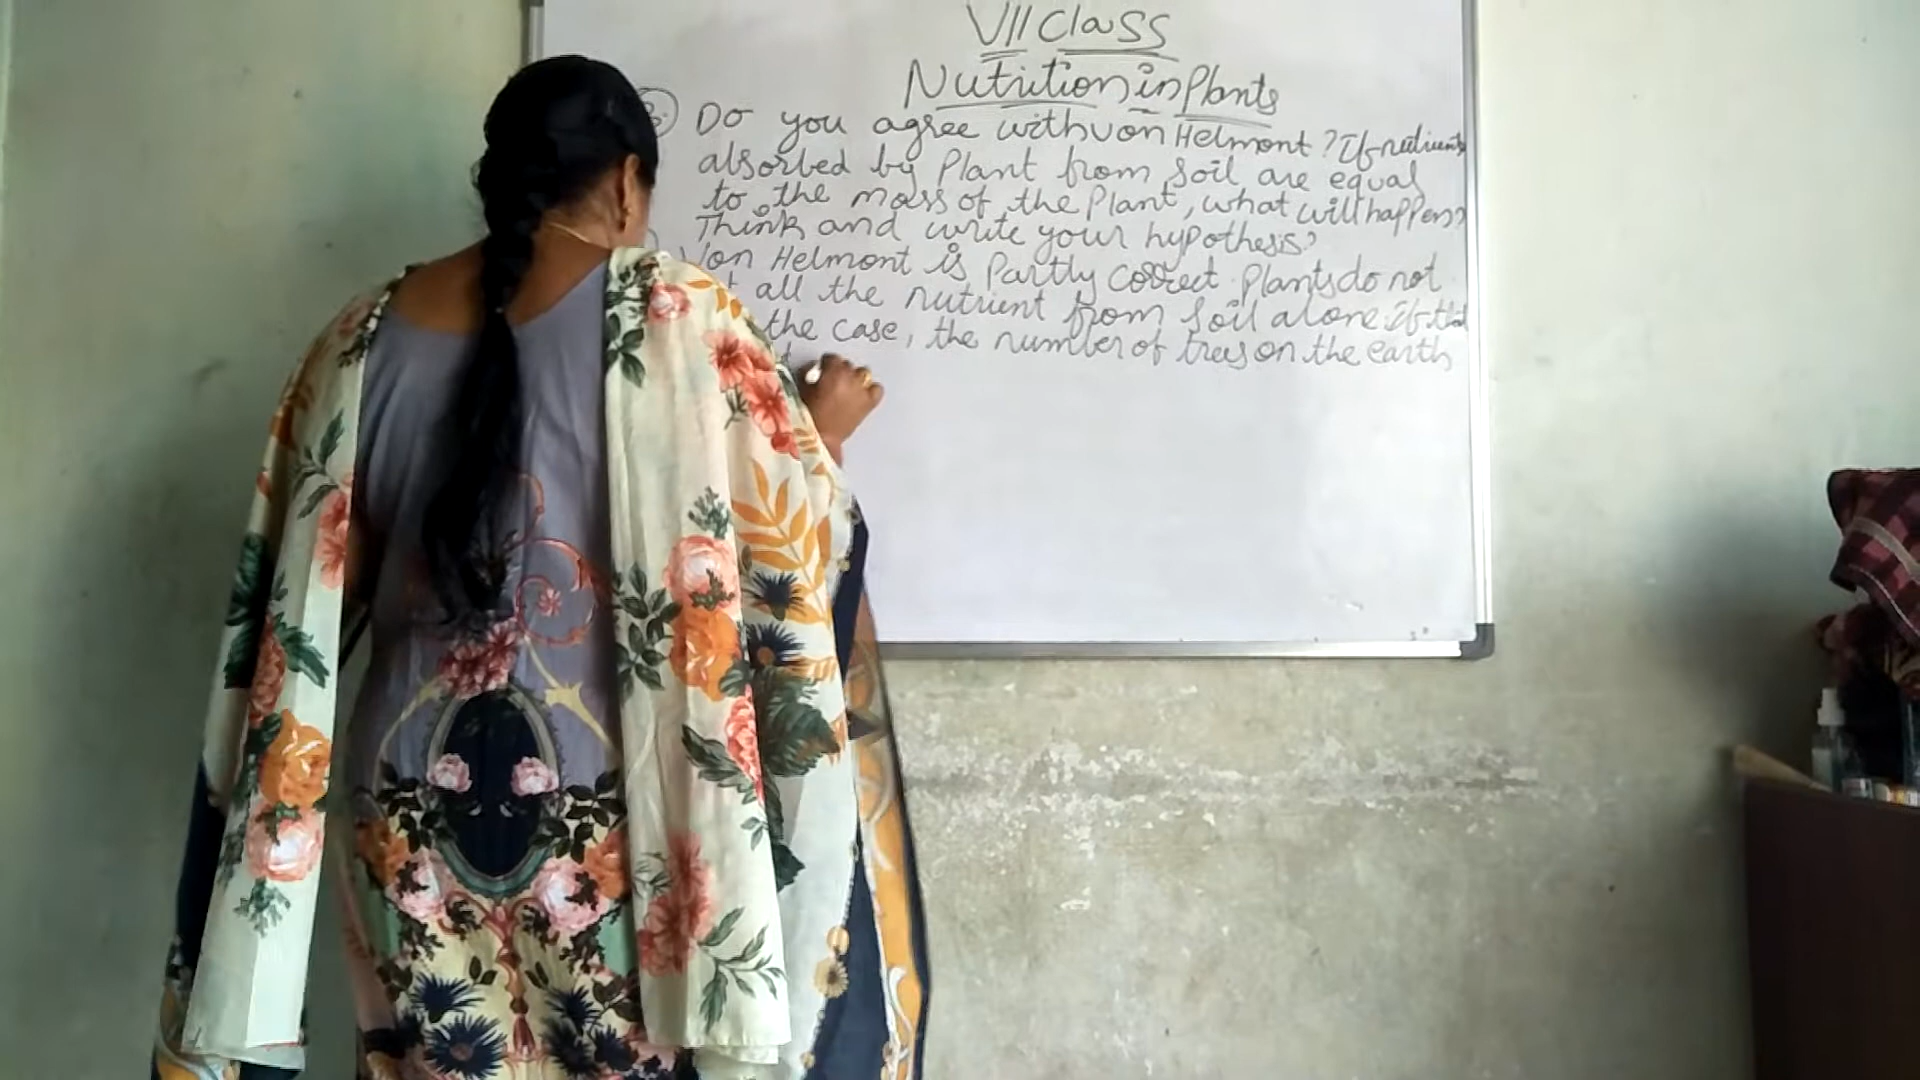 VII Class
Nutrition in Plants
Do you agree with von Helmont? If nutrients
absorbed by Plant from soil are equal
to the mass of the Plant, what will happen?
Think and write your hypothesis?
Von Helmont is Partly correct. Plants do not
all the nutrient from soil alone. If that
the case, the number of trees on the earth